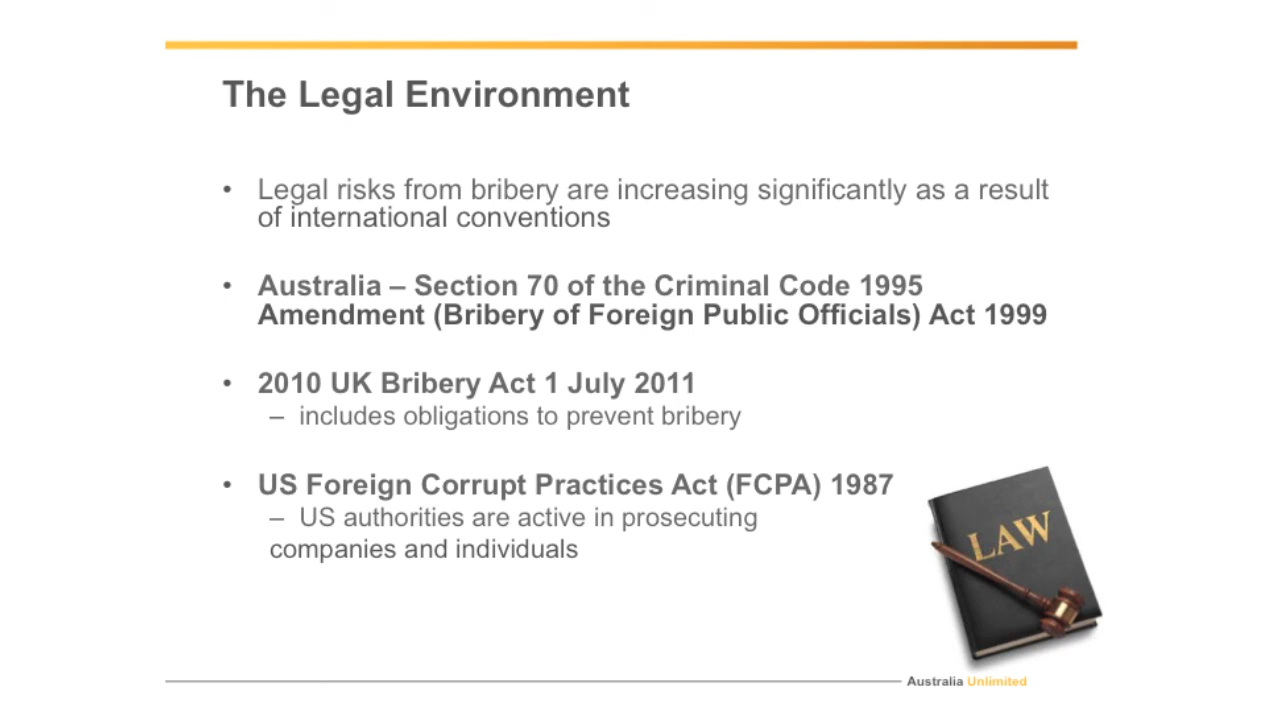 The Legal Environment
• Legal risks from bribery are increasing significantly as a result
of international conventions
• Australia – Section 70 of the Criminal Code 1995
Amendment (Bribery of Foreign Public Officials) Act 1999
• 2010 UK Bribery Act 1 July 2011
– includes obligations to prevent bribery
• US Foreign Corrupt Practices Act (FCPA) 1987
– US authorities are active in prosecuting
companies and individuals
LAW
Australia Unlimited